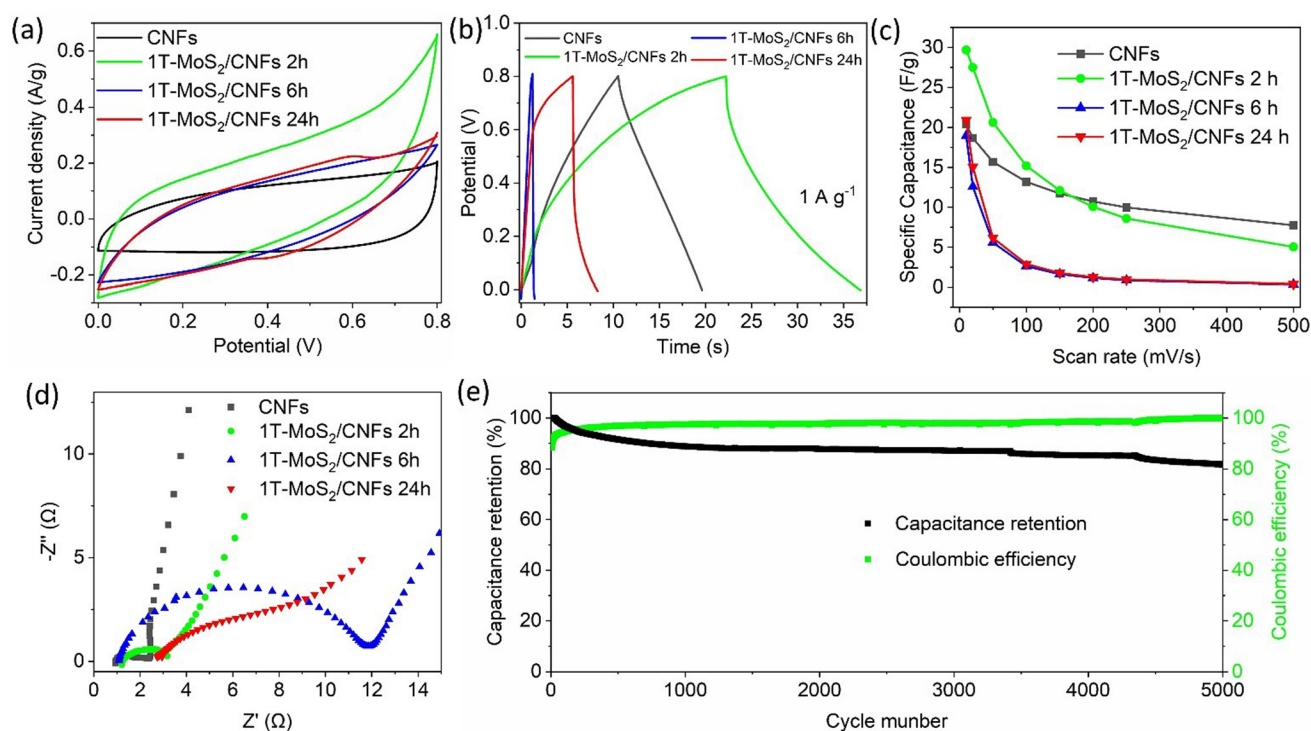 (a)
CNFs
1T-MoS₂/CNFs 2h
1T-MoS₂/CNFs 6h
1T-MoS₂/CNFs 24h
Current density (A/g)
0.6
0.4
0.2
0.0
-0.2
0.0 0.2 0.4 0.6 0.8
Potential (V)
(b)
CNFs
1T-MoS₂/CNFs 2h
1T-MoS₂/CNFs 6h
1T-MoS₂/CNFs 24h
1 A g⁻¹
Potential (V)
1.0
0.8
0.6
0.4
0.2
0.0
0 5 10 15 20 25 30 35
Time (s)
(c)
CNFs
1T-MoS₂/CNFs 2 h
1T-MoS₂/CNFs 6 h
1T-MoS₂/CNFs 24 h
Specific Capacitance (F/g)
30
25
20
15
10
5
0
0 100 200 300 400 500
Scan rate (mV/s)
(d)
CNFs
1T-MoS₂/CNFs 2h
1T-MoS₂/CNFs 6h
1T-MoS₂/CNFs 24h
-Z'' (Ω)
10
5
0
0 2 4 6 8 10 12 14
Z' (Ω)
(e)
Capacitance retention (%)
100
80
60
40
20
0
Capacitance retention
Coulombic efficiency
100
80
60
40
20
0
Coulombic efficiency (%)
0 1000 2000 3000 4000 5000
Cycle munber